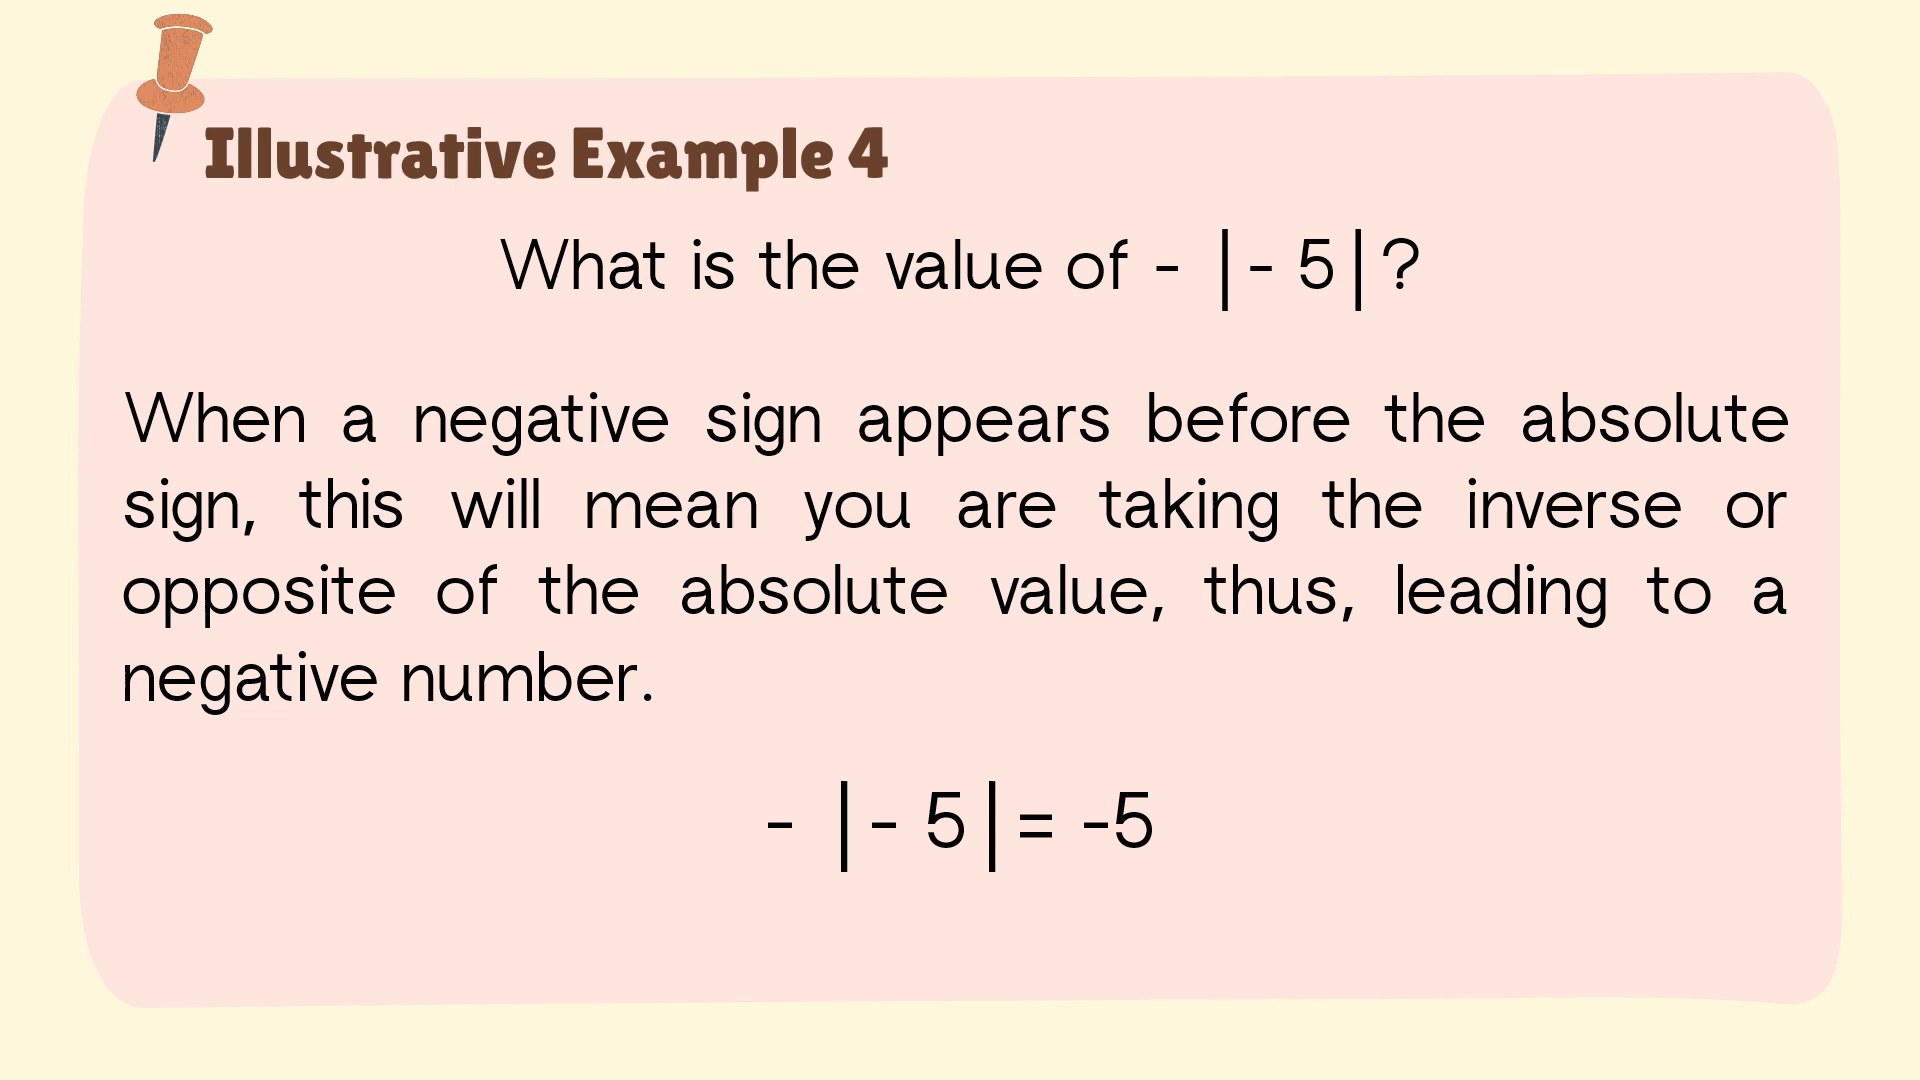 Illustrative Example 4
What is the value of - |- 5|?
When a negative sign appears before the absolute
sign, this will mean you are taking the inverse or
opposite of the absolute value, thus, leading to a
negative number.
- |- 5|= -5